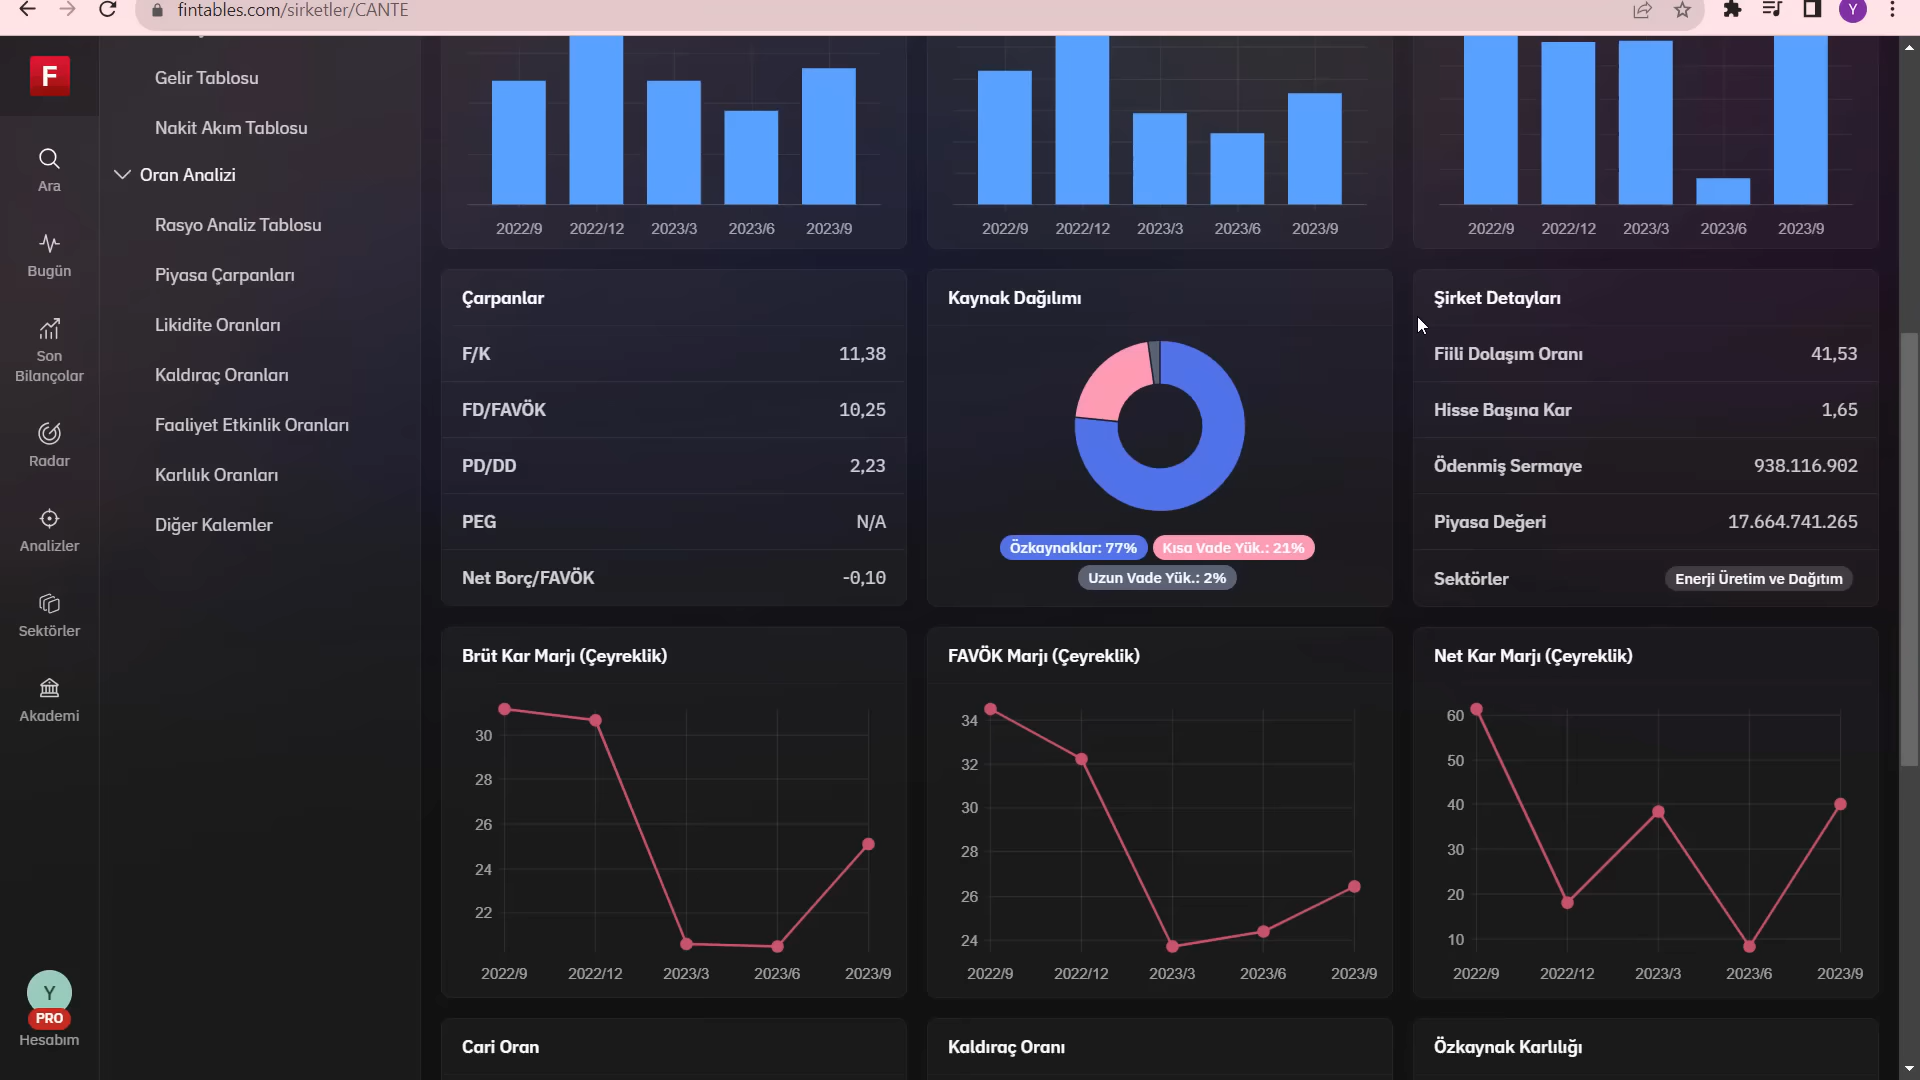 fintables.com/sirketler/CANTE
Y
F
Ara
Bugün
Son
Bilançolar
Radar
Analizler
Sektörler
Akademi
Y
PRO
Hesabım
Gelir Tablosu
Nakit Akım Tablosu
Oran Analizi
Rasyo Analiz Tablosu
Piyasa Çarpanları
Likidite Oranları
Kaldıraç Oranları
Faaliyet Etkinlik Oranları
Karlılık Oranları
Diğer Kalemler
2022/9 2022/12 2023/3 2023/6 2023/9
2022/9 2022/12 2023/3 2023/6 2023/9
2022/9 2022/12 2023/3 2023/6 2023/9
Çarpanlar
F/K 11,38
FD/FAVÖK 10,25
PD/DD 2,23
PEG N/A
Net Borç/FAVÖK -0,10
Kaynak Dağılımı
Özkaynaklar: 77% Kısa Vade Yük.: 21%
Uzun Vade Yük.: 2%
Şirket Detayları
Fiili Dolaşım Oranı 41,53
Hisse Başına Kar 1,65
Ödenmiş Sermaye 938.116.902
Piyasa Değeri 17.664.741.265
Sektörler Enerji Üretim ve Dağıtım
Brüt Kar Marjı (Çeyreklik)
30
28
26
24
22
2022/9 2022/12 2023/3 2023/6 2023/9
FAVÖK Marjı (Çeyreklik)
34
32
30
28
26
24
2022/9 2022/12 2023/3 2023/6 2023/9
Net Kar Marjı (Çeyreklik)
60
50
40
30
20
10
2022/9 2022/12 2023/3 2023/6 2023/9
Cari Oran
Kaldıraç Oranı
Özkaynak Karlılığı